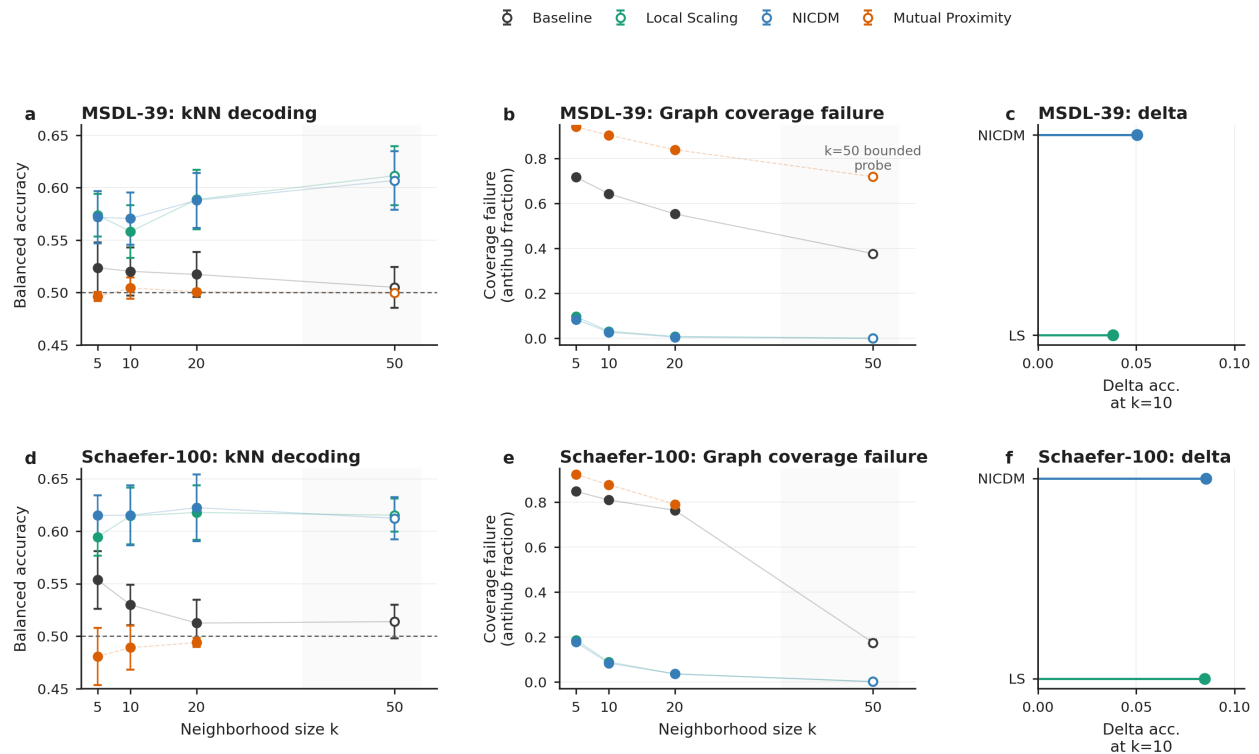 Baseline
Local Scaling
NICDM
Mutual Proximity
a
MSDL-39: kNN decoding
Balanced accuracy
0.65
0.60
0.55
0.50
0.45
5
10
20
50
b
MSDL-39: Graph coverage failure
Coverage failure
(antihub fraction)
0.8
0.6
0.4
0.2
0.0
k=50 bounded
probe
5
10
20
50
c
MSDL-39: delta
NICDM
LS
0.00
0.05
0.10
Delta acc.
at k=10
d
Schaefer-100: kNN decoding
Balanced accuracy
0.65
0.60
0.55
0.50
0.45
5
10
20
50
Neighborhood size k
e
Schaefer-100: Graph coverage failure
Coverage failure
(antihub fraction)
0.8
0.6
0.4
0.2
0.0
5
10
20
50
Neighborhood size k
f
Schaefer-100: delta
NICDM
LS
0.00
0.05
0.10
Delta acc.
at k=10